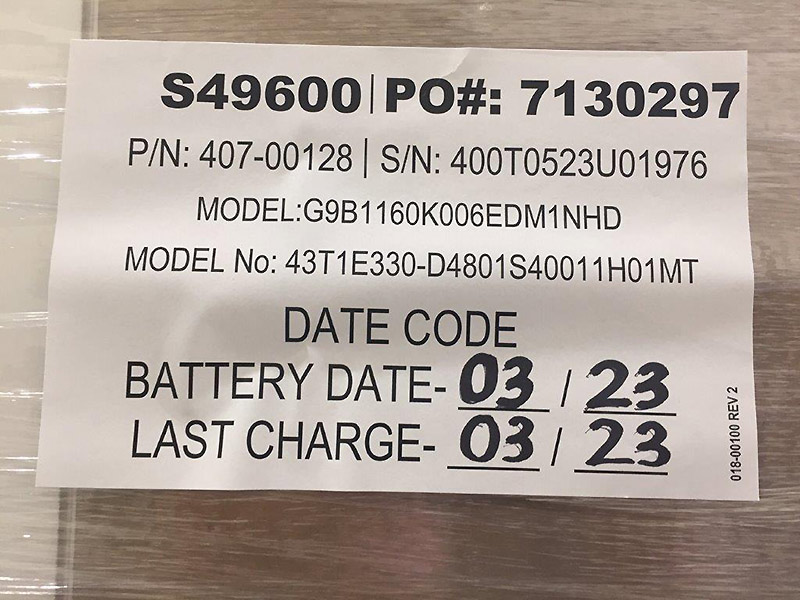 S49600 | PO#: 7130297
P/N: 407-00128 | S/N: 400T0523U01976
MODEL:G9B1160K006EDM1NHD
MODEL No: 43T1E330-D4801S40011H01MT
DATE CODE
BATTERY DATE- 03 / 23
LAST CHARGE- 03 / 23
018-00100 REV 2